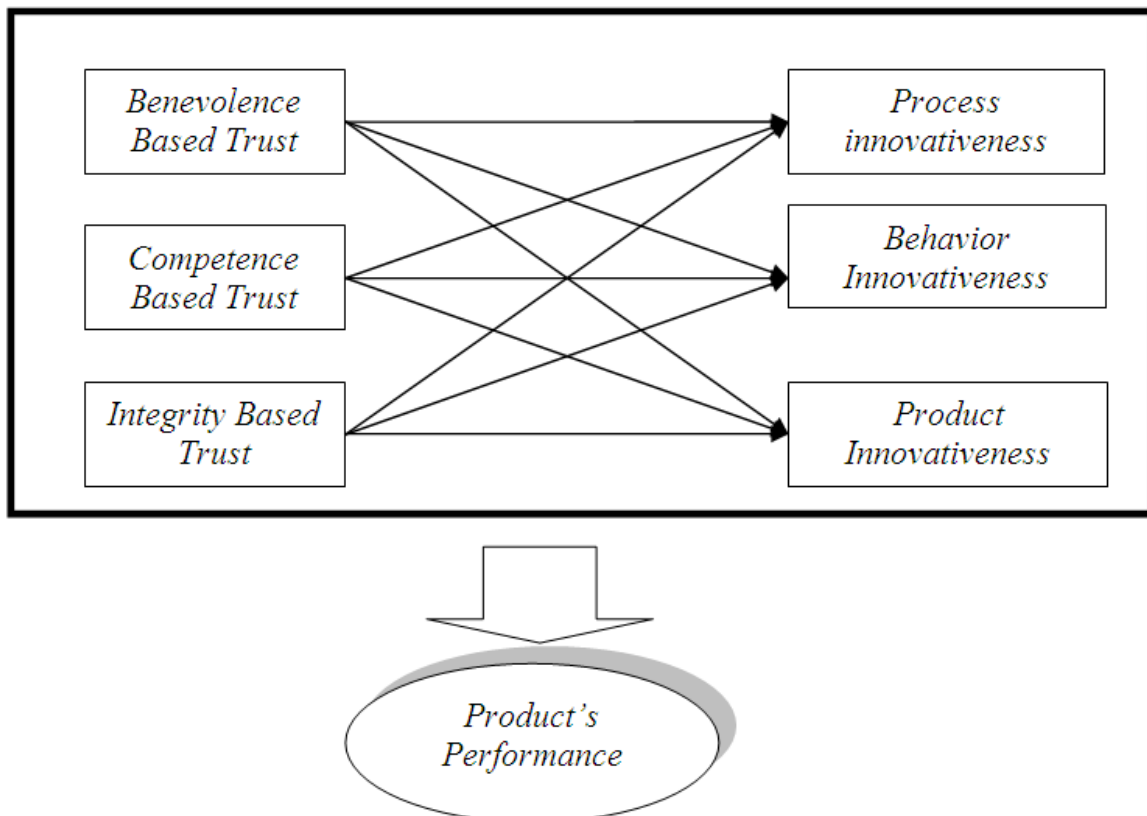 Benevolence
Based Trust
Process
innovativeness
Competence
Based Trust
Behavior
Innovativeness
Integrity Based
Trust
Product
Innovativeness
Product’s
Performance